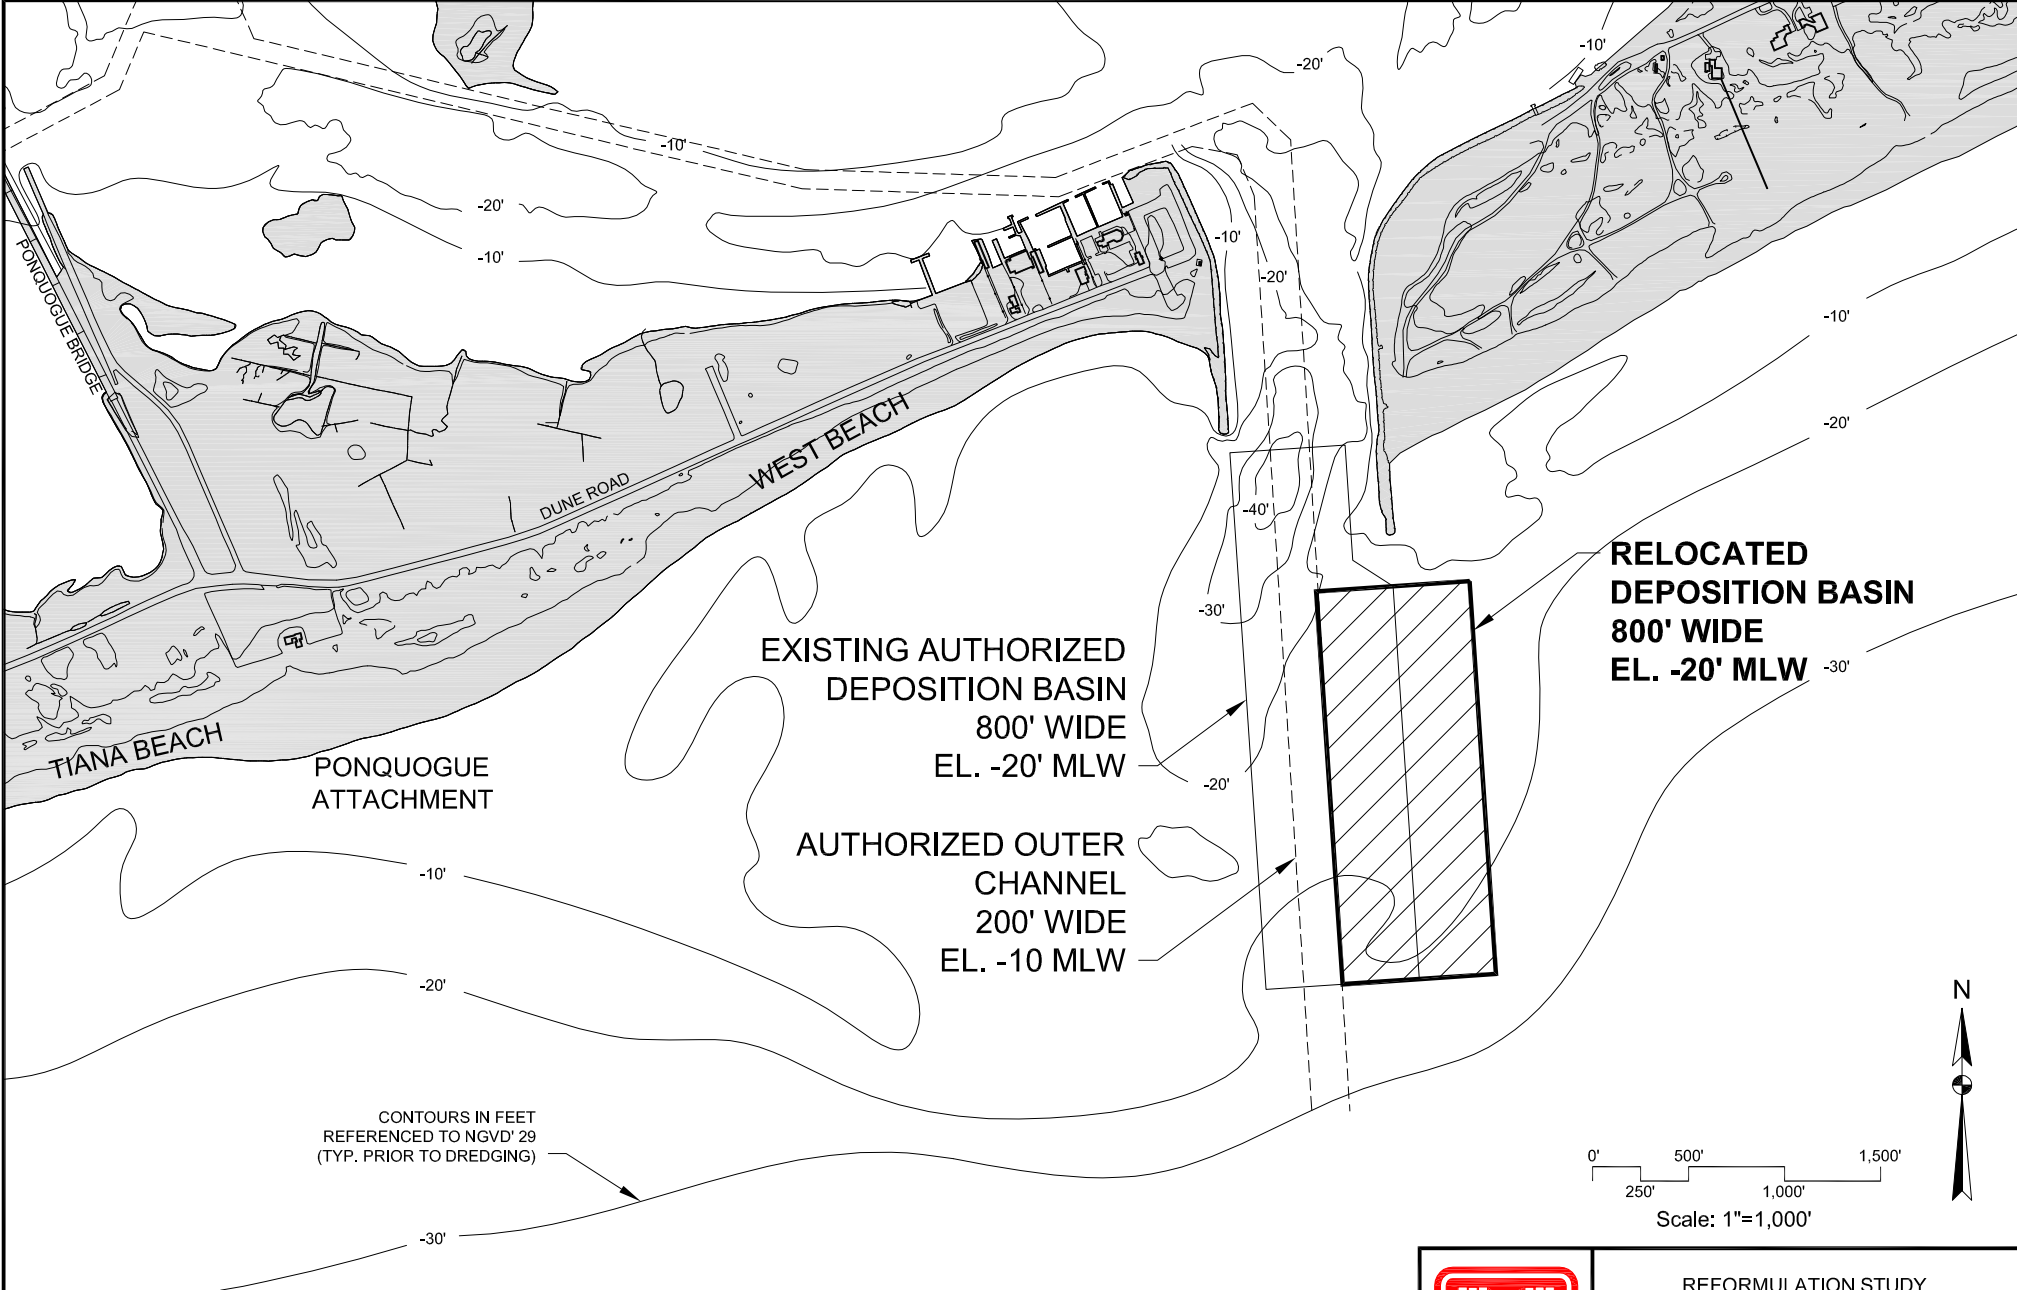 -10'
-20'
-10'
-20'
-10'
-10'
-20'
PONQUOGUE BRIDGE
-10'
-20'
WEST BEACH
DUNE ROAD
-40'
-30'
RELOCATED
DEPOSITION BASIN
800' WIDE
EL. -20' MLW
-30'
EXISTING AUTHORIZED
DEPOSITION BASIN
800' WIDE
EL. -20' MLW
-20'
TIANA BEACH
PONQUOGUE
ATTACHMENT
AUTHORIZED OUTER
CHANNEL
200' WIDE
EL. -10 MLW
-10'
-20'
N
CONTOURS IN FEET
REFERENCED TO NGVD' 29
(TYP. PRIOR TO DREDGING)
-30'
0' 500' 1,500'
250' 1,000'
Scale: 1"=1,000'
REFORMULATION STUDY